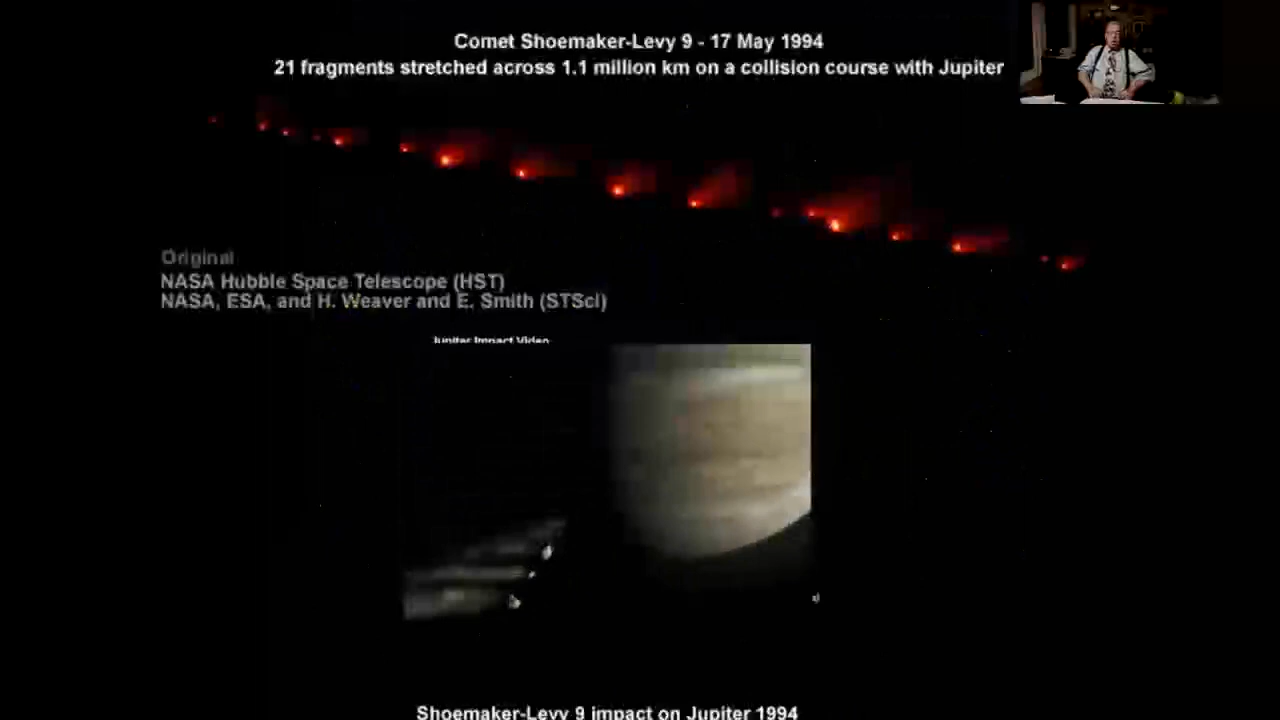 Comet Shoemaker-Levy 9 - 17 May 1994
21 fragments stretched across 1.1 million km on a collision course with Jupiter
Original
NASA Hubble Space Telescope (HST)
NASA, ESA, and H. Weaver and E. Smith (STScI)
Jupiter Impact Video
Shoemaker-Levy 9 impact on Jupiter 1994